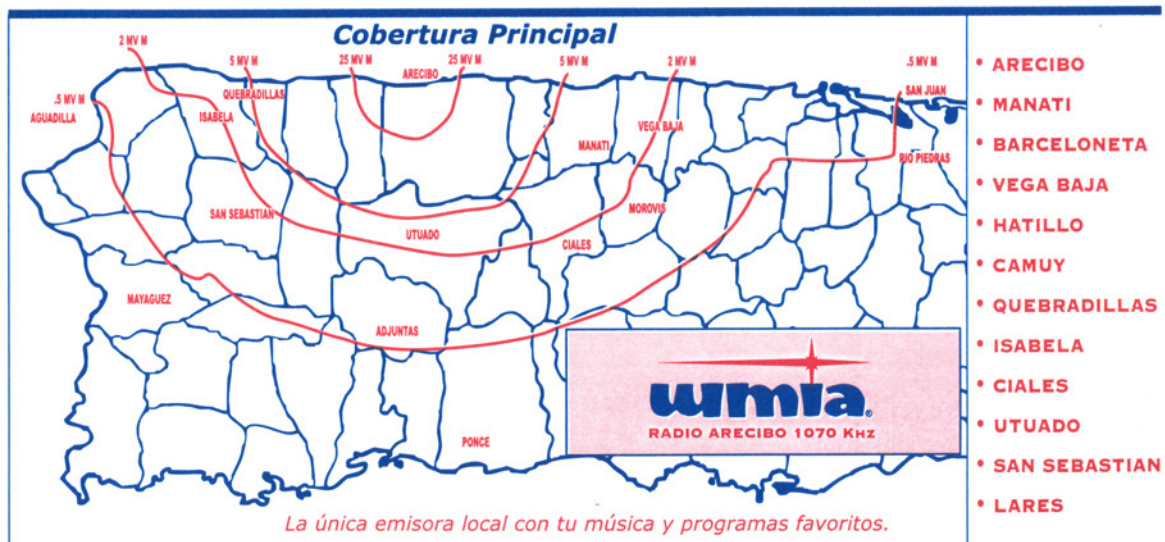 Cobertura Principal
2 MV M
5 MV M
25 MV M
25 MV M
5 MV M
2 MV M
.5 MV M
ARECIBO
.5 MV M
QUEBRADILLAS
SAN JUAN
AGUADILLA
ISABELA
VEGA BAJA
MANATI
RIO PIEDRAS
SAN SEBASTIAN
MOROVIS
UTUADO
CIALES
MAYAGUEZ
ADJUNTAS
PONCE
wmia.
RADIO ARECIBO 1070 KHZ
La única emisora local con tu música y programas favoritos.
• ARECIBO
• MANATI
• BARCELONETA
• VEGA BAJA
• HATILLO
• CAMUY
• QUEBRADILLAS
• ISABELA
• CIALES
• UTUADO
• SAN SEBASTIAN
• LARES